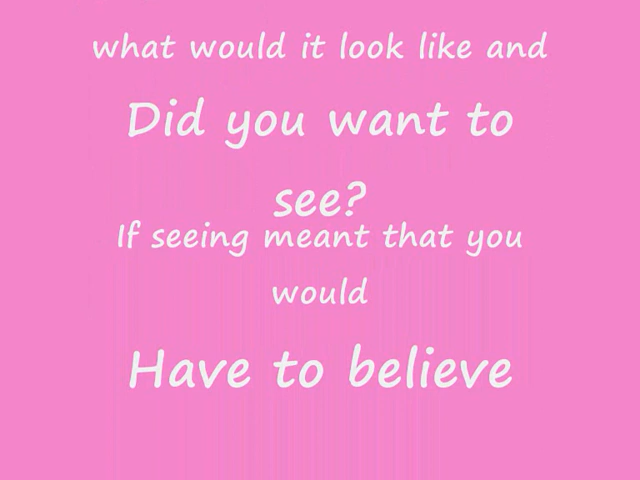 what would it look like and
Did you want to
see?
If seeing meant that you
would
Have to believe